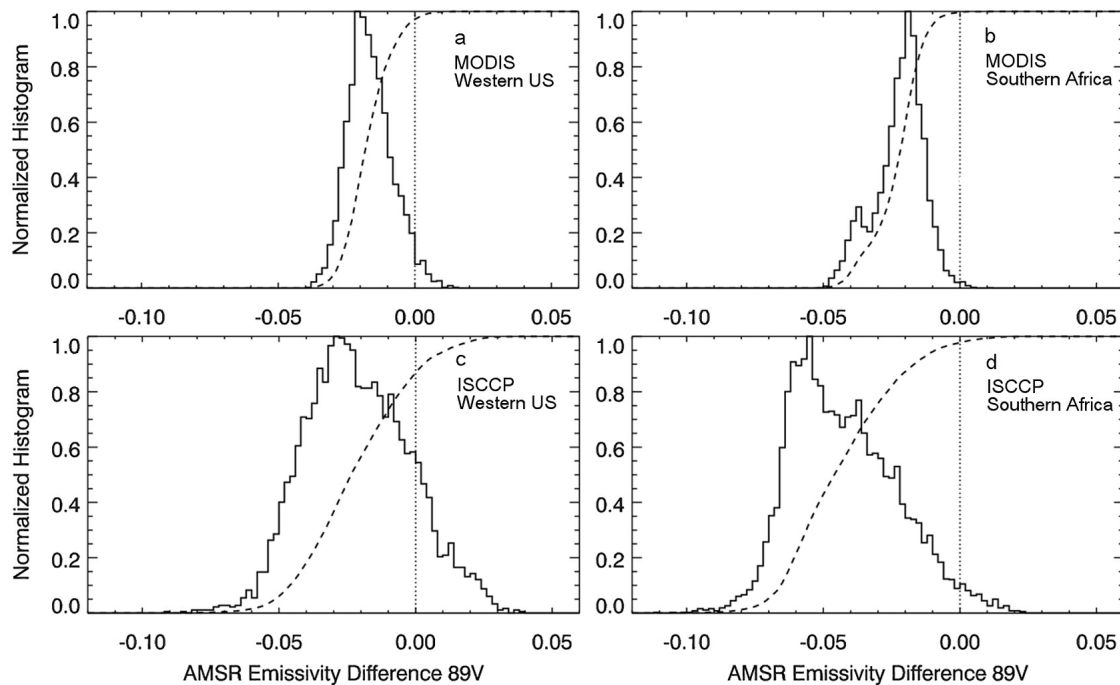 Normalized Histogram
1.0
0.8
0.6
0.4
0.2
0.0
a
MODIS
Western US
-0.10 -0.05 0.00 0.05
1.0
0.8
0.6
0.4
0.2
0.0
b
MODIS
Southern Africa
-0.10 -0.05 0.00 0.05
Normalized Histogram
1.0
0.8
0.6
0.4
0.2
0.0
c
ISCCP
Western US
-0.10 -0.05 0.00 0.05
AMSR Emissivity Difference 89V
1.0
0.8
0.6
0.4
0.2
0.0
d
ISCCP
Southern Africa
-0.10 -0.05 0.00 0.05
AMSR Emissivity Difference 89V